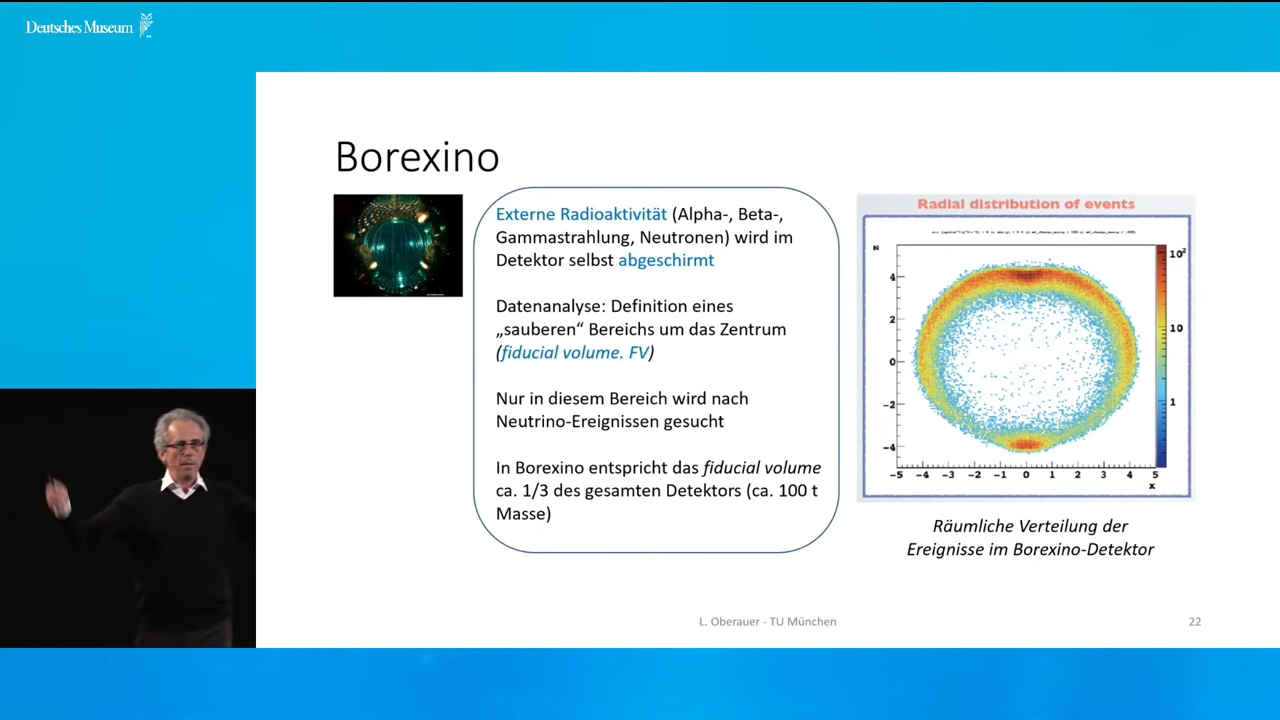 Deutsches Museum
Borexino
Externe Radioaktivität (Alpha-, Beta-,
Gammastrahlung, Neutronen) wird im
Detektor selbst abgeschirmt
Datenanalyse: Definition eines
„sauberen“ Bereichs um das Zentrum
(fiducial volume. FV)
Nur in diesem Bereich wird nach
Neutrino-Ereignissen gesucht
In Borexino entspricht das fiducial volume
ca. 1/3 des gesamten Detektors (ca. 100 t
Masse)
Radial distribution of events
4
2
0
-2
-4
-5 -4 -3 -2 -1 0 1 2 3 4 5
x
10²
10
1
Räumliche Verteilung der
Ereignisse im Borexino-Detektor
L. Oberauer - TU München
22